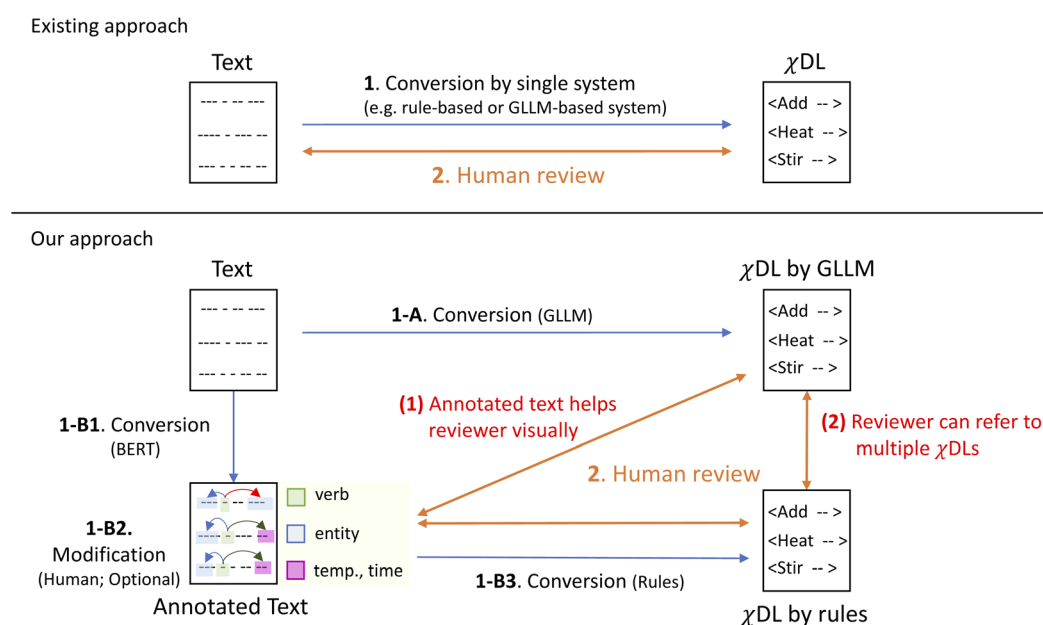 Existing approach
Text
χDL
1. Conversion by single system
(e.g. rule-based or GLLM-based system)
<Add -- >
<Heat -- >
<Stir -- >
--- - -- ---
---- - --- --
--- -- - ---
2. Human review
Our approach
Text
χDL by GLLM
--- - -- ---
---- - --- --
--- -- - ---
1-A. Conversion (GLLM)
<Add -- >
<Heat -- >
<Stir -- >
(1) Annotated text helps
reviewer visually
(2) Reviewer can refer to
multiple χDLs
1-B1. Conversion
(BERT)
2. Human review
1-B2.
Modification
(Human; Optional)
verb
entity
temp., time
Annotated Text
1-B3. Conversion (Rules)
<Add -- >
<Heat -- >
<Stir -- >
χDL by rules